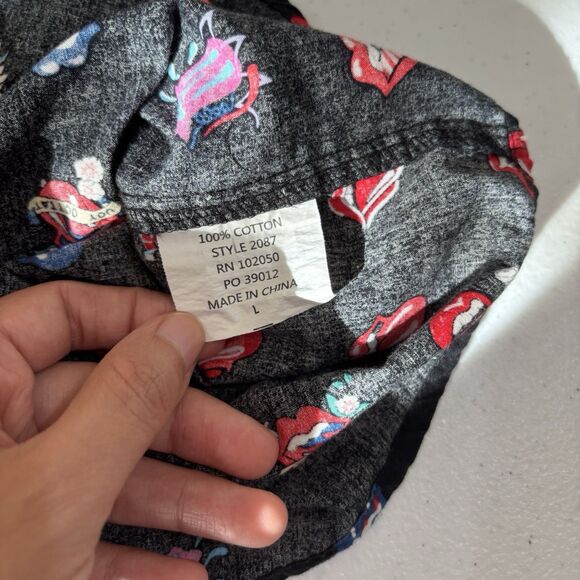 100% COTTON
STYLE 2087
RN 102050
PO 39012
MADE IN CHINA
L